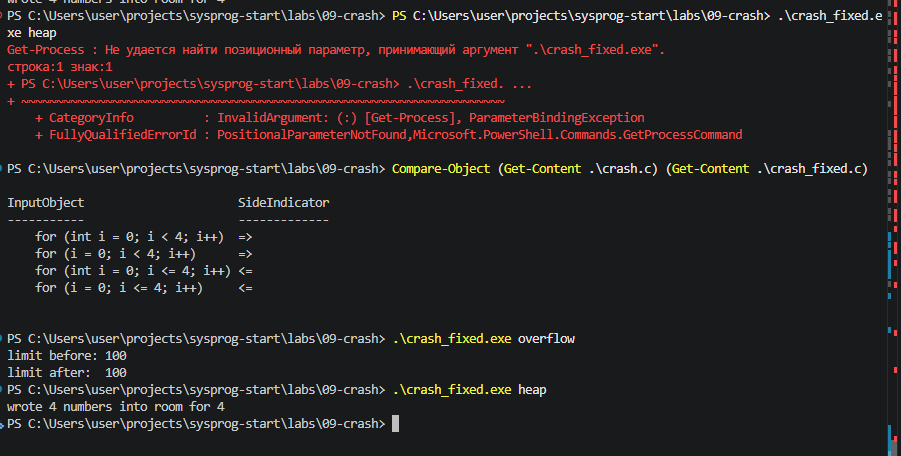 wrote 4 numbers into room for 4
PS C:\Users\user\projects\sysprog-start\labs\09-crash> PS C:\Users\user\projects\sysprog-start\labs\09-crash> .\crash_fixed.e
xe heap
Get-Process : Не удается найти позиционный параметр, принимающий аргумент ".\crash_fixed.exe".
строка:1 знак:1
+ PS C:\Users\user\projects\sysprog-start\labs\09-crash> .\crash_fixed. ...
+ ~~~~~~~~~~~~~~~~~~~~~~~~~~~~~~~~~~~~~~~~~~~~~~~~~~~~~~~~~~~~~~~~~~~~~~~
    + CategoryInfo          : InvalidArgument: (:) [Get-Process], ParameterBindingException
    + FullyQualifiedErrorId : PositionalParameterNotFound,Microsoft.PowerShell.Commands.GetProcessCommand
PS C:\Users\user\projects\sysprog-start\labs\09-crash> Compare-Object (Get-Content .\crash.c) (Get-Content .\crash_fixed.c)
InputObject                      SideIndicator
-----------                      -------------
    for (int i = 0; i < 4; i++)  =>
    for (i = 0; i < 4; i++)      =>
    for (int i = 0; i <= 4; i++) <=
    for (i = 0; i <= 4; i++)     <=
PS C:\Users\user\projects\sysprog-start\labs\09-crash> .\crash_fixed.exe overflow
limit before: 100
limit after:  100
PS C:\Users\user\projects\sysprog-start\labs\09-crash> .\crash_fixed.exe heap
wrote 4 numbers into room for 4
PS C:\Users\user\projects\sysprog-start\labs\09-crash>